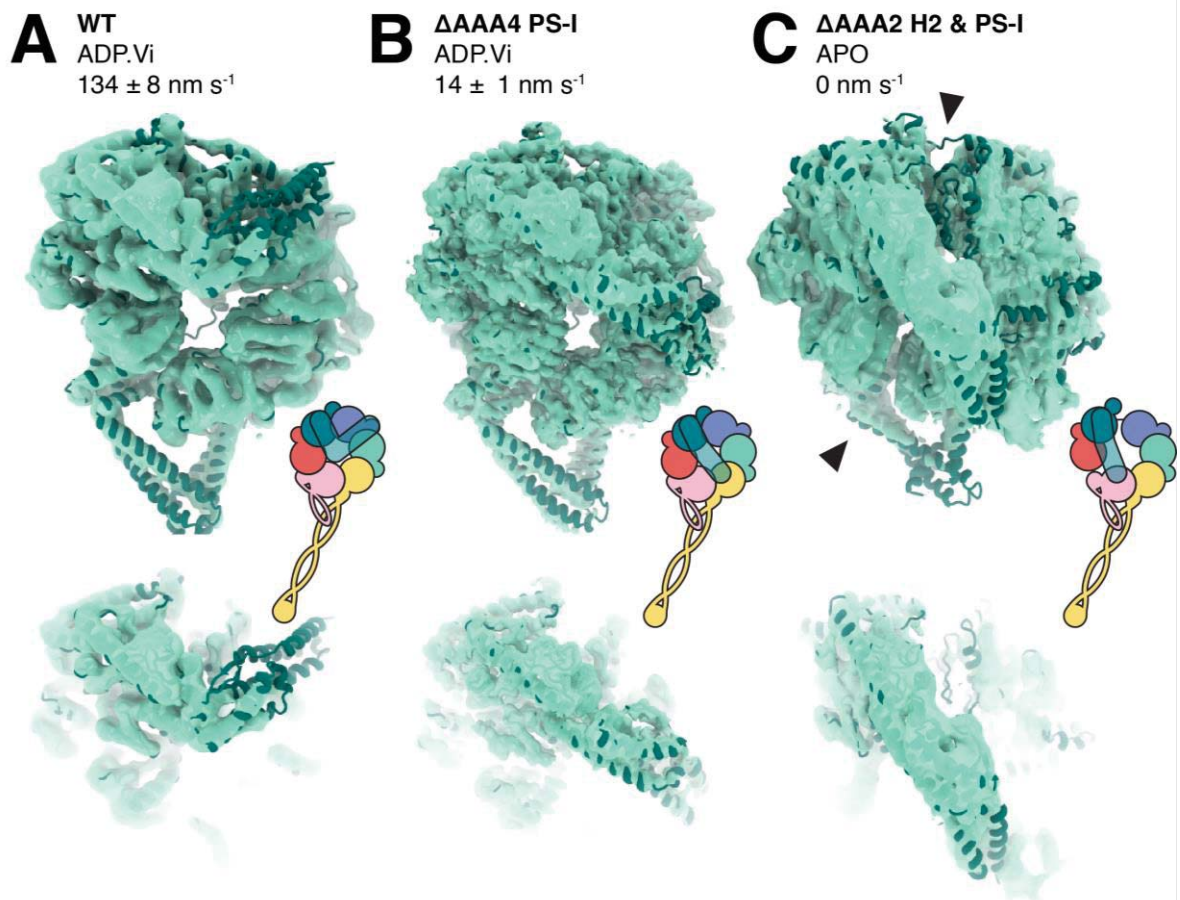 A WT
ADP.Vi
134 ± 8 nm s⁻¹
B ΔAAA4 PS-I
ADP.Vi
14 ± 1 nm s⁻¹
C ΔAAA2 H2 & PS-I
APO
0 nm s⁻¹